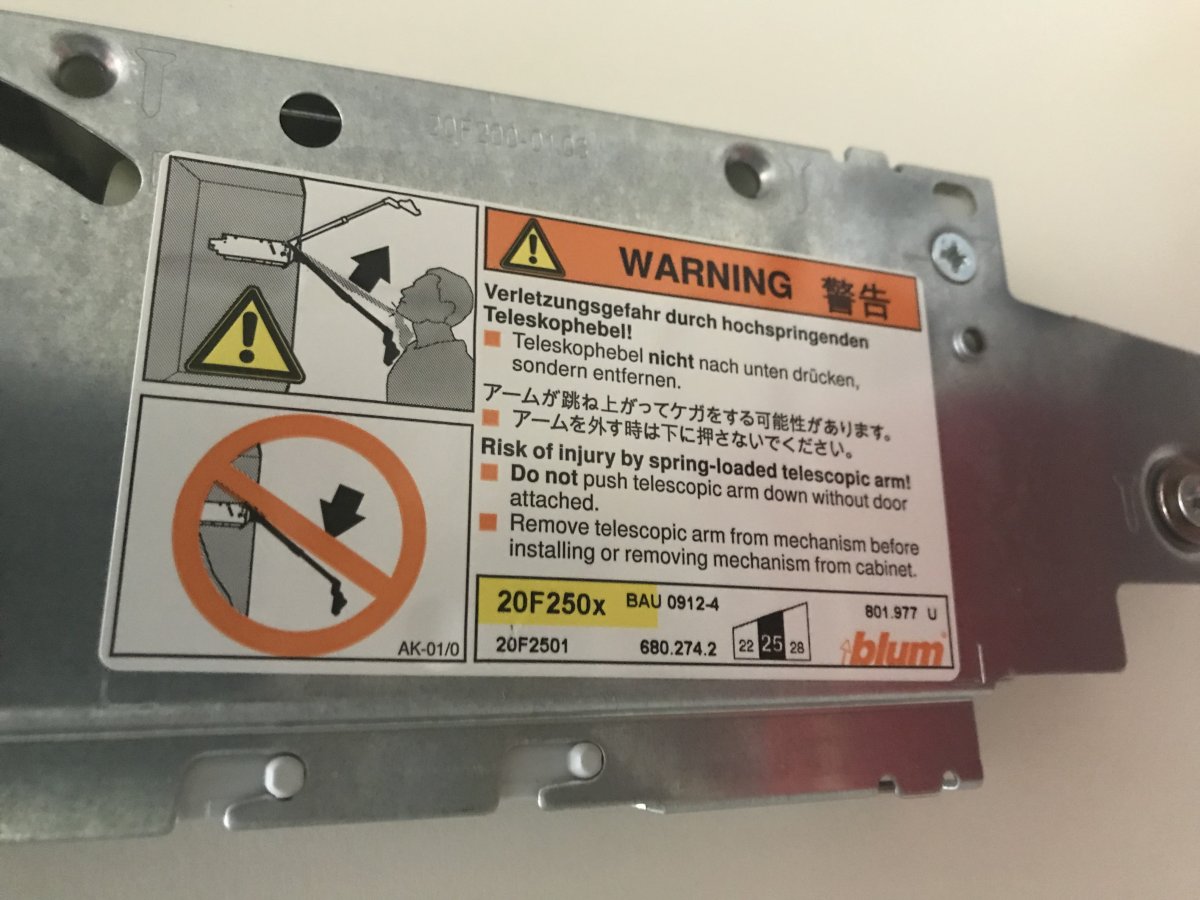 20F200-01.06
WARNING 警告
Verletzungsgefahr durch hochspringenden
Teleskophebel!
Teleskophebel nicht nach unten drücken,
sondern entfernen.
アームが跳ね上がってケガをする可能性があります。
アームを外す時は下に押さないでください。
Risk of injury by spring-loaded telescopic arm!
Do not push telescopic arm down without door
attached.
Remove telescopic arm from mechanism before
installing or removing mechanism from cabinet.
AK-01/0
20F250x BAU 0912-4 801.977 U
20F2501 680.274.2 22 25 28 blum